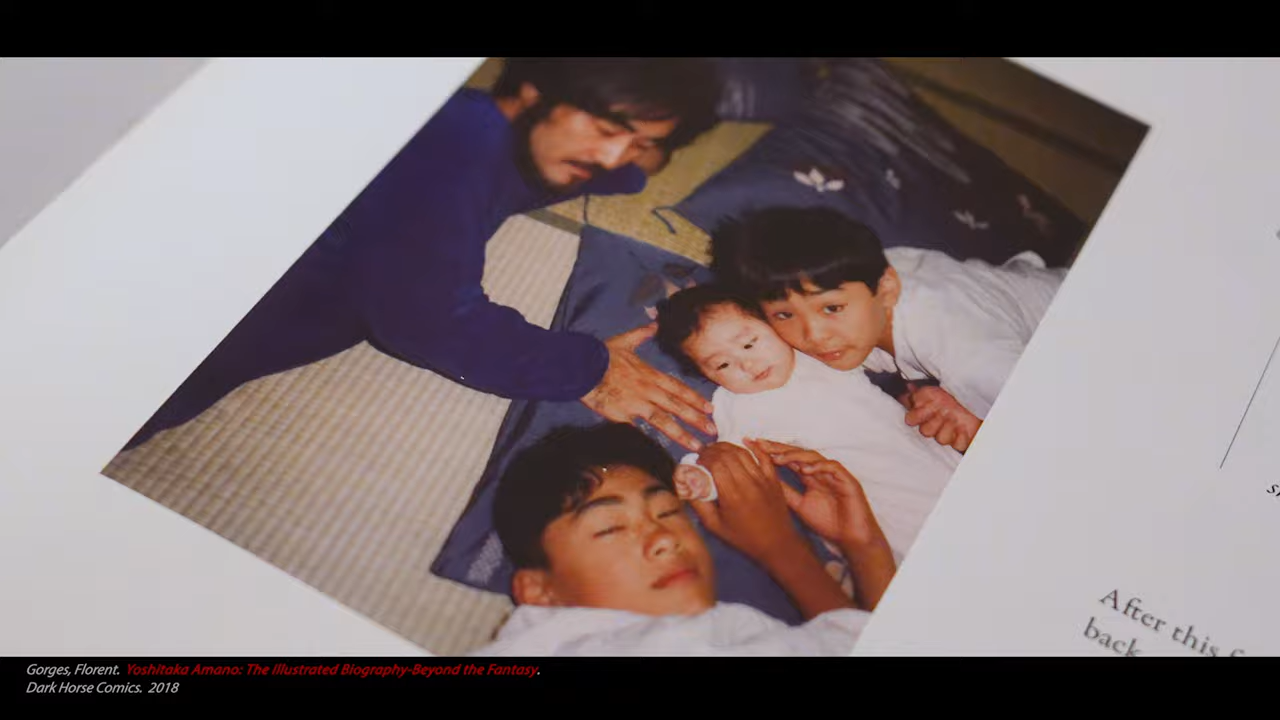 After this
back
Gorges, Florent. Yoshitaka Amano: The Illustrated Biography-Beyond the Fantasy.
Dark Horse Comics. 2018